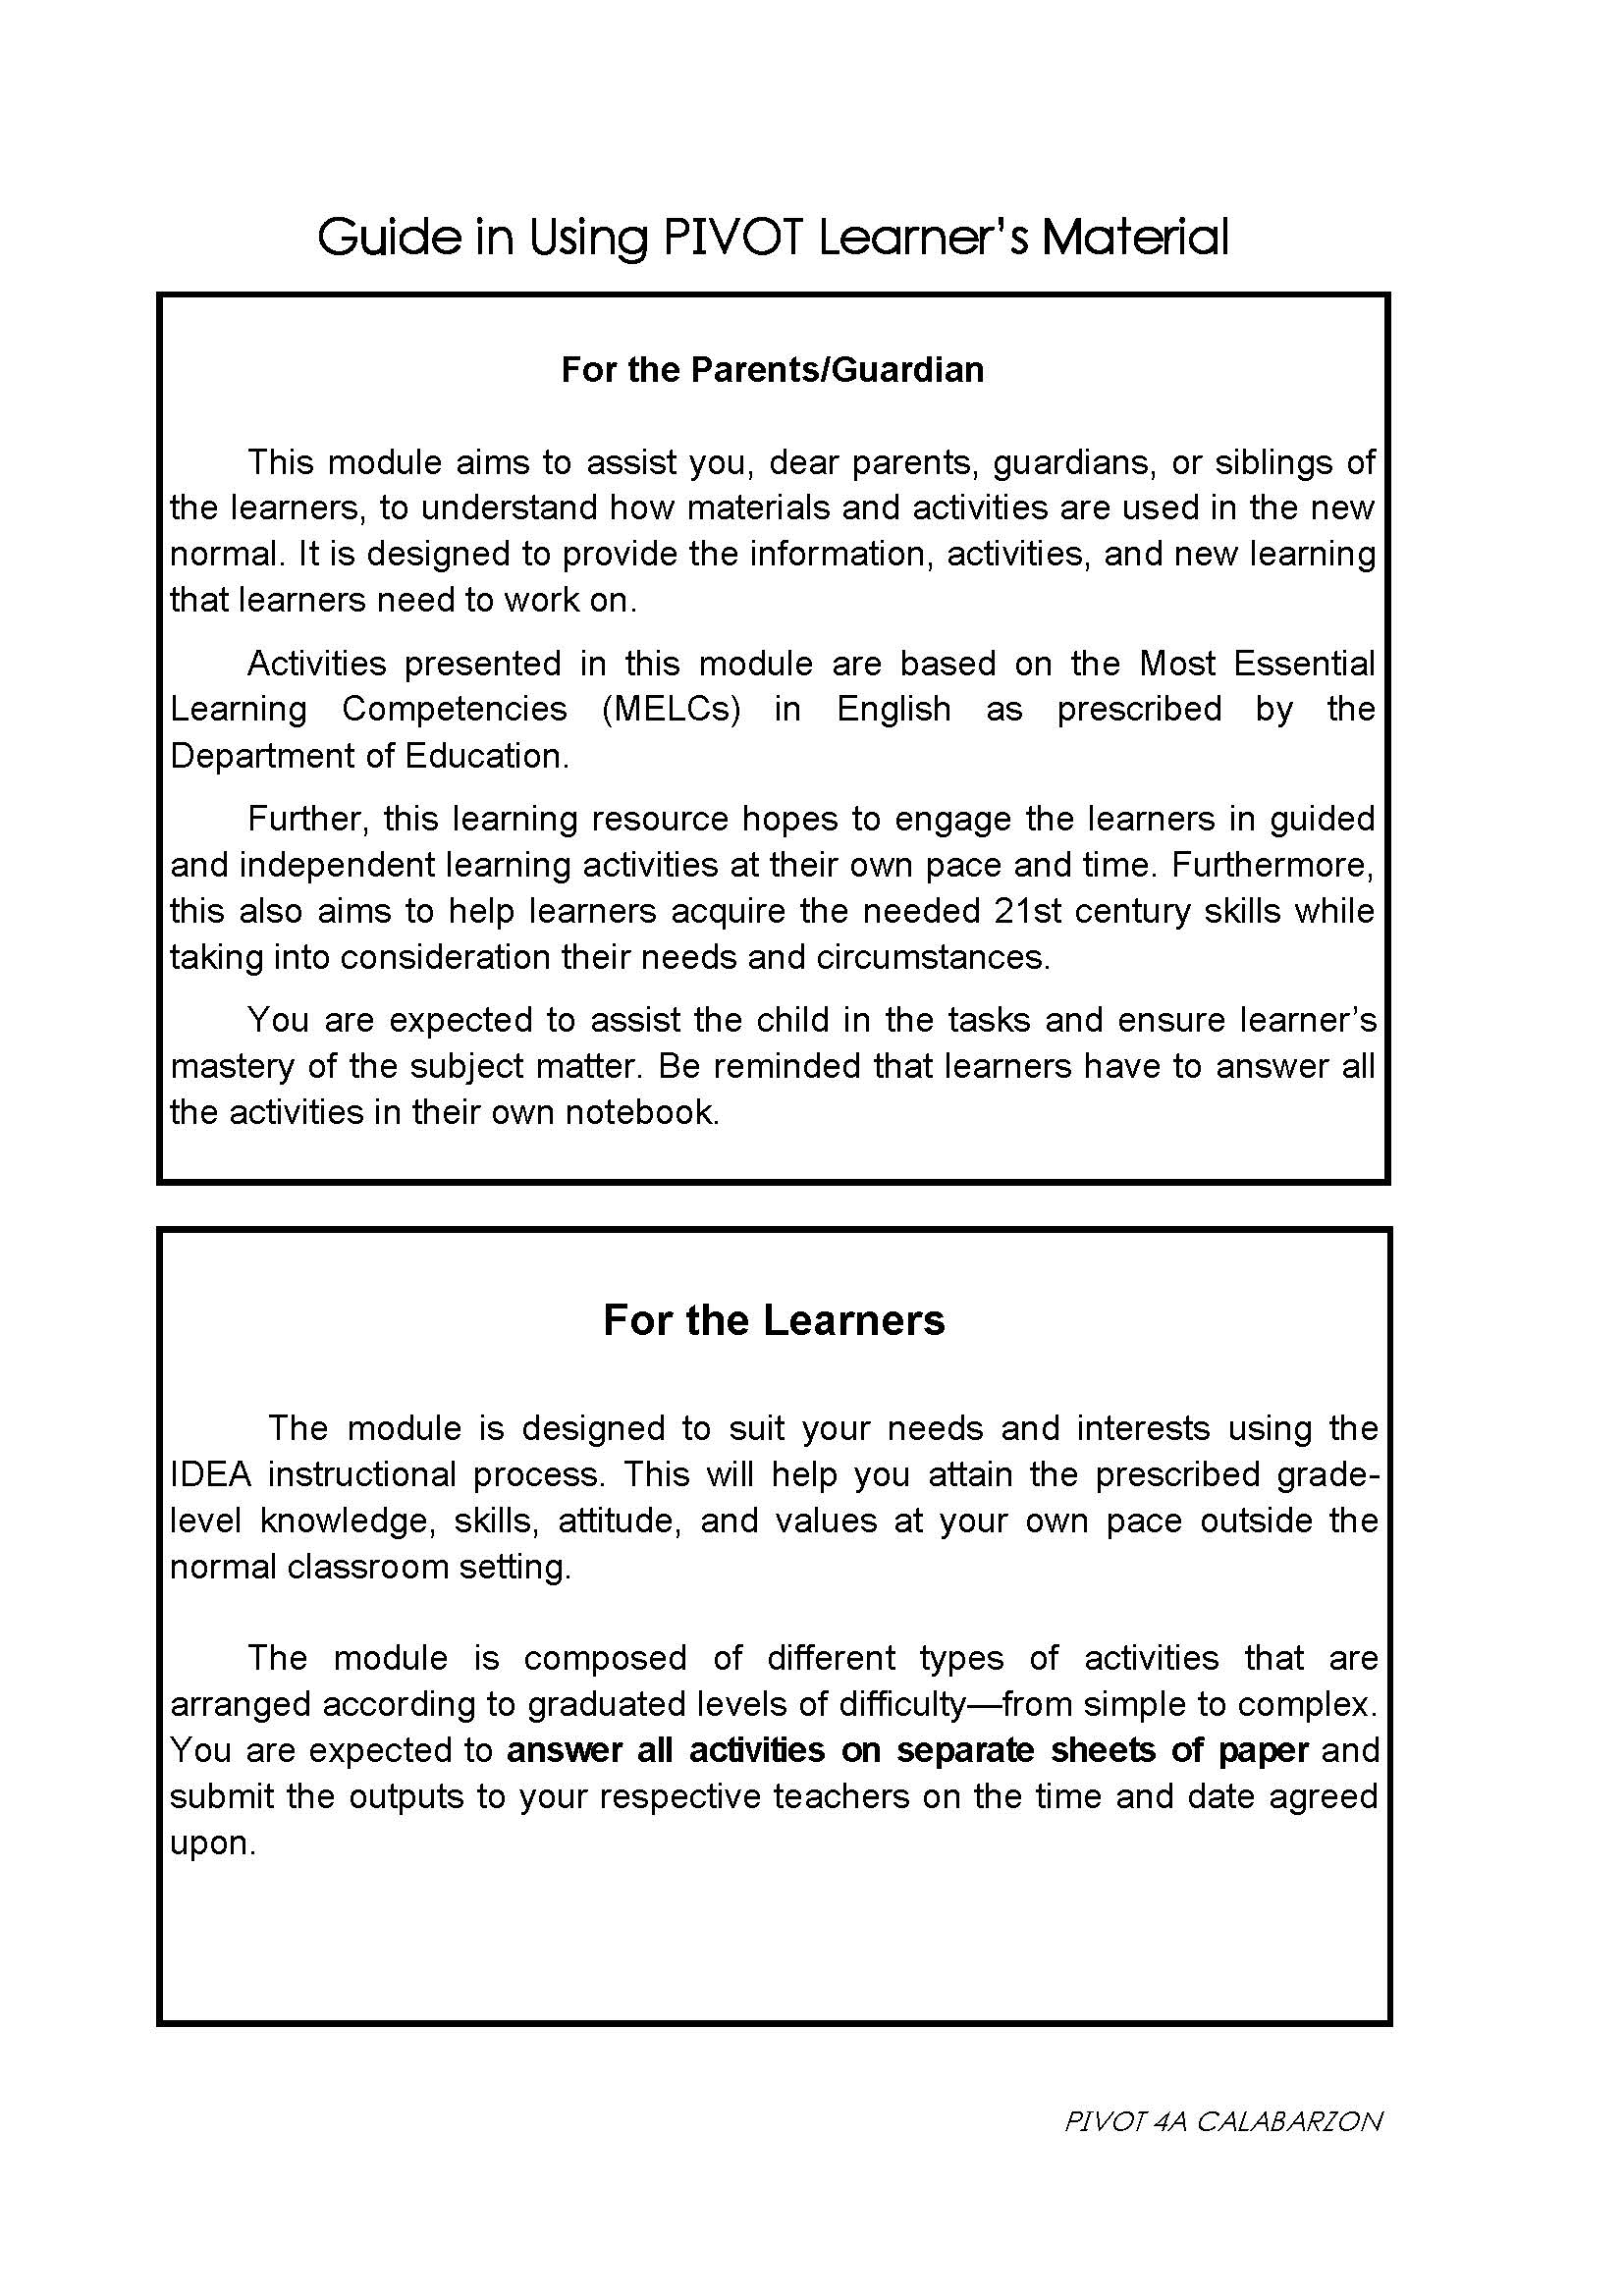 Guide in Using PIVOT Learner's Material
For the Parents/Guardian
This module aims to assist you, dear parents, guardians, or siblings of
the learners, to understand how materials and activities are used in the new
normal. It is designed to provide the information, activities, and new learning
that learners need to work on.
Activities presented in this module are based on the Most Essential
Learning Competencies (MELCs) in English as prescribed by the
Department of Education.
Further, this learning resource hopes to engage the learners in guided
and independent learning activities at their own pace and time. Furthermore,
this also aims to help learners acquire the needed 21st century skills while
taking into consideration their needs and circumstances.
You are expected to assist the child in the tasks and ensure learner's
mastery of the subject matter. Be reminded that learners have to answer all
the activities in their own notebook.
For the Learners
The module is designed to suit your needs and interests using the
IDEA instructional process. This will help you attain the prescribed grade-
level knowledge, skills, attitude, and values at your own pace outside the
normal classroom setting.
The module is composed of different types of activities that are
arranged according to graduated levels of difficulty—from simple to complex.
You are expected to answer all activities on separate sheets of paper and
submit the outputs to your respective teachers on the time and date agreed
upon.
PIVOT 4A CALABARZON